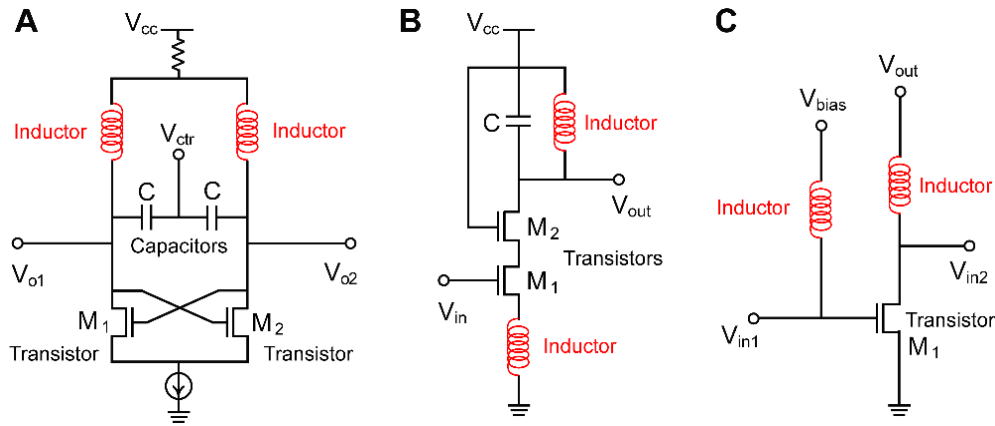 A
Vcc
Inductor
Inductor
Vctr
C
C
Capacitors
Vo1
Vo2
M1
M2
Transistor
Transistor
B
Vcc
C
Inductor
Vout
M2
Transistors
M1
Vin
Inductor
C
Vout
Vbias
Inductor
Inductor
Vin2
Vin1
Transistor
M1